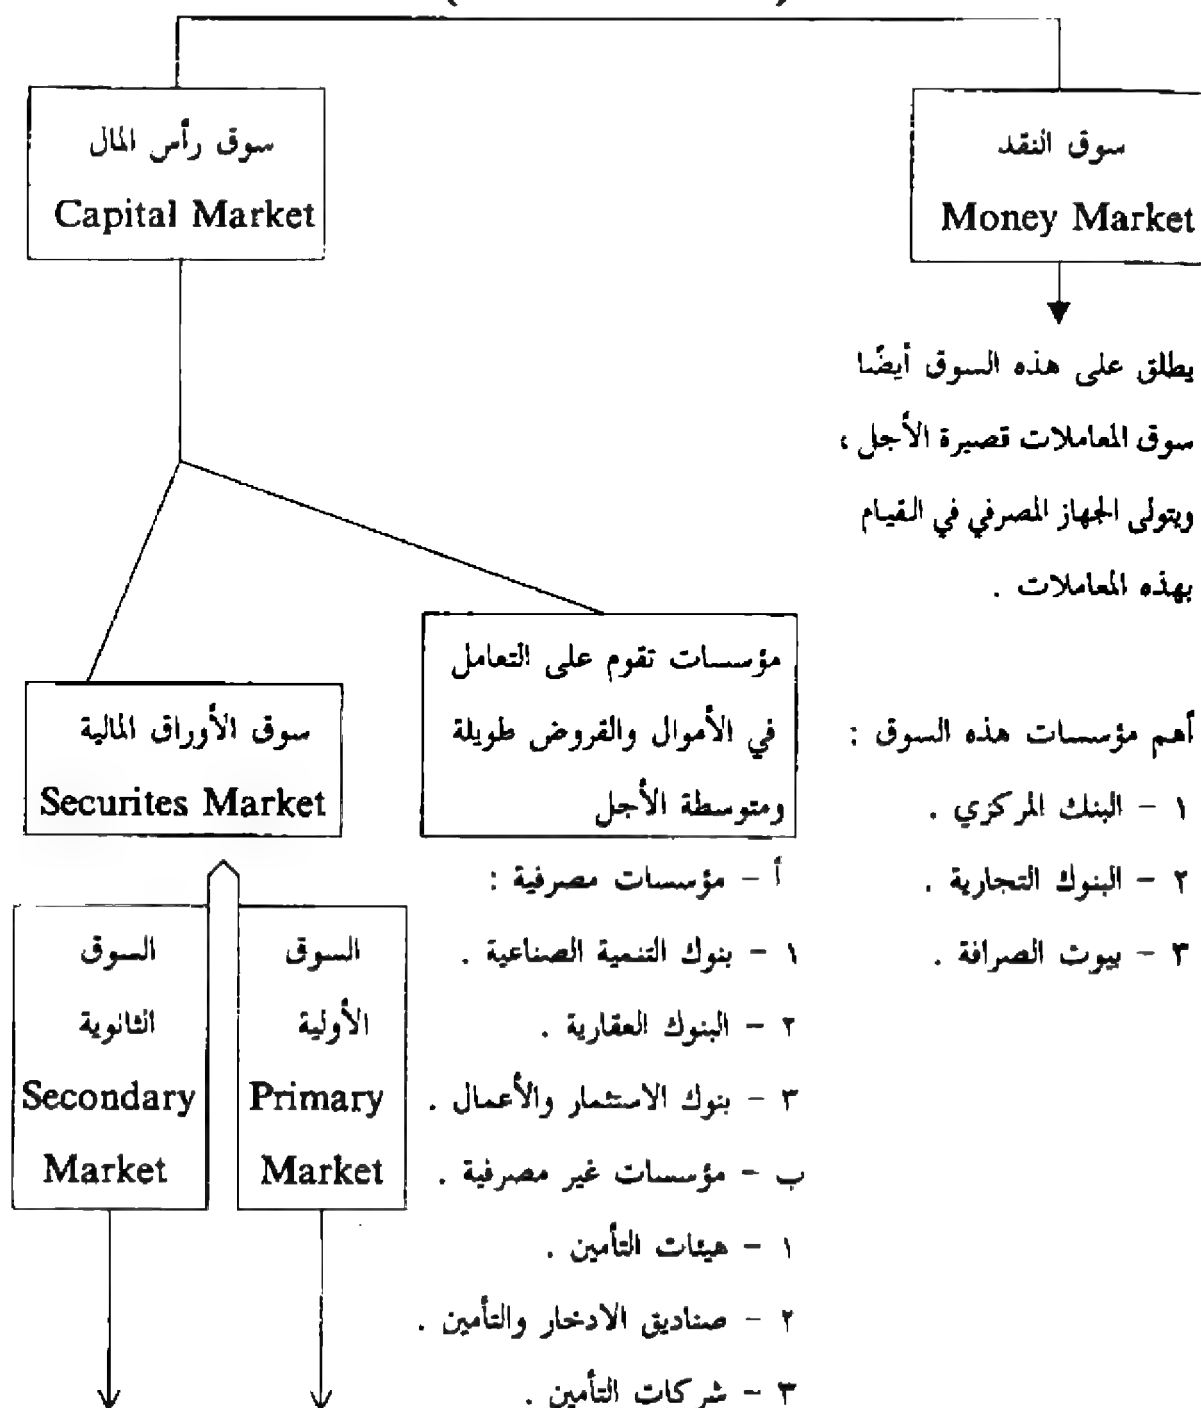 سوق النقد
Money Market
يطلق على هذه السوق أيضًا
سوق المعاملات قصيرة الأجل ،
ويتولى الجهاز المصرفي في القيام
بهذه المعاملات .
أهم مؤسسات هذه السوق :
١ - البنك المركزي .
٢ - البنوك التجارية .
٣ - بيوت الصرافة .
سوق رأس المال
Capital Market
مؤسسات تقوم على التعامل
في الأموال والقروض طويلة
ومتوسطة الأجل
أ - مؤسسات مصرفية :
١ - بنوك التنمية الصناعية .
٢ - البنوك العقارية .
٣ - بنوك الاستثمار والأعمال .
ب - مؤسسات غير مصرفية .
١ - هيئات التأمين .
٢ - صناديق الادخار والتأمين .
٣ - شركات التأمين .
سوق الأوراق المالية
Securites Market
السوق
الأولية
Primary
Market
السوق
الثانوية
Secondary
Market